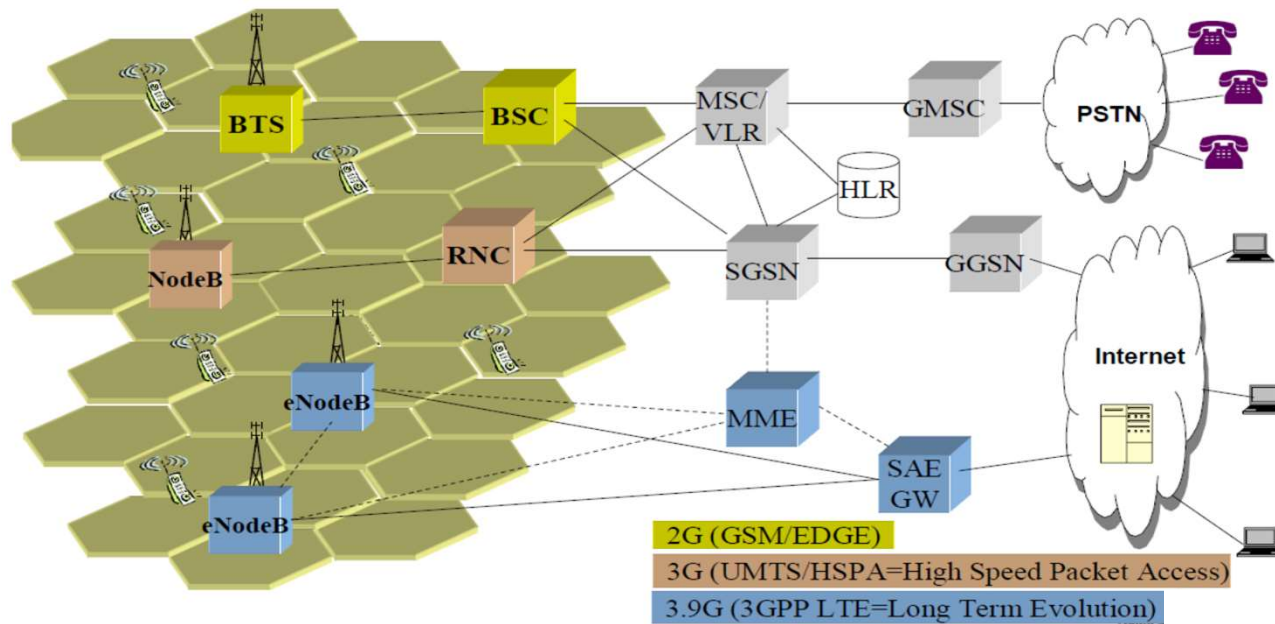 BTS
BSC
MSC/
VLR
GMSC
PSTN
HLR
NodeB
RNC
SGSN
GGSN
Internet
eNodeB
MME
SAE
GW
eNodeB
2G (GSM/EDGE)
3G (UMTS/HSPA=High Speed Packet Access)
3.9G (3GPP LTE=Long Term Evolution)